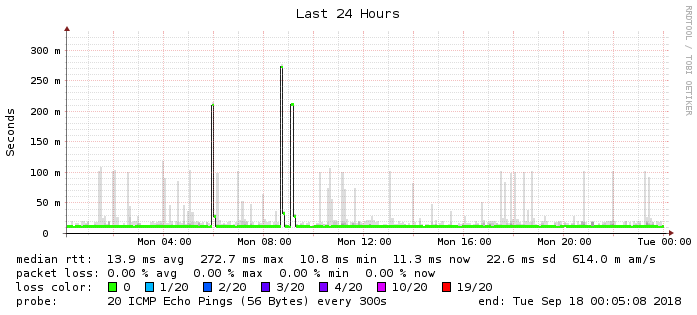 Last 24 Hours
RRDTOOL / TOBI OETIKER
Seconds
300 m
250 m
200 m
150 m
100 m
50 m
0
Mon 04:00 Mon 08:00 Mon 12:00 Mon 16:00 Mon 20:00 Tue 00:00
median rtt: 13.9 ms avg 272.7 ms max 10.8 ms min 11.3 ms now 22.6 ms sd 614.0 m am/s
packet loss: 0.00 % avg 0.00 % max 0.00 % min 0.00 % now
loss color: 0 1/20 2/20 3/20 4/20 10/20 19/20
probe: 20 ICMP Echo Pings (56 Bytes) every 300s end: Tue Sep 18 00:05:08 2018